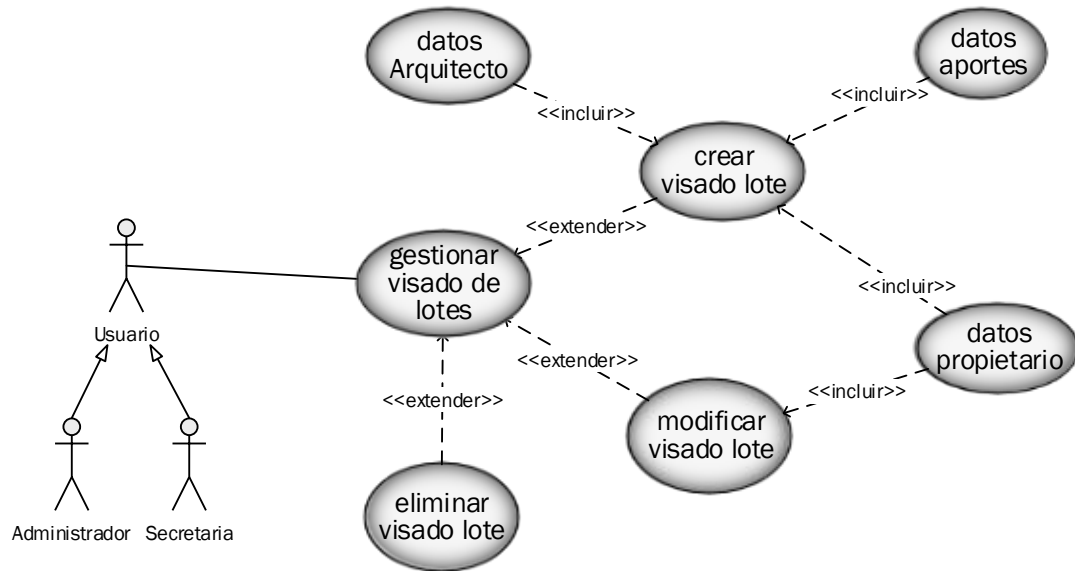 datos
Arquitecto
datos
aportes
<<incluir>>
<<incluir>>
crear
visado lote
<<extender>>
gestionar
visado de
lotes
<<incluir>>
Usuario
datos
propietario
<<extender>>
<<incluir>>
<<extender>>
modificar
visado lote
eliminar
visado lote
Administrador
Secretaria